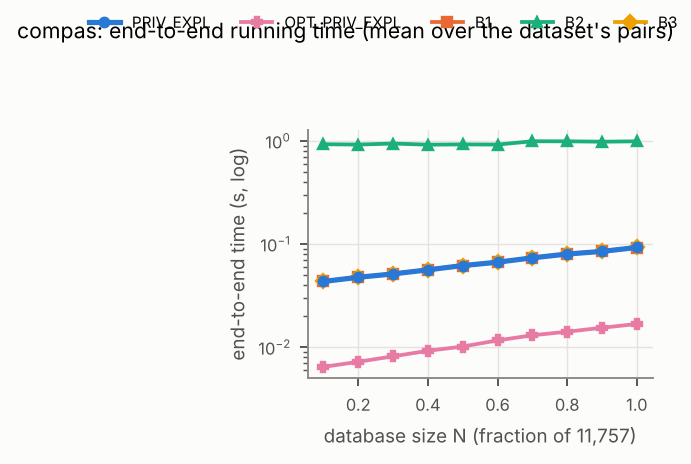 PRIV_EXPL OPT_PRIV_EXPL B1 B2 B3
compas: end-to-end running time (mean over the dataset's pairs)
end-to-end time (s, log)
10⁰
10⁻¹
10⁻²
0.2 0.4 0.6 0.8 1.0
database size N (fraction of 11,757)